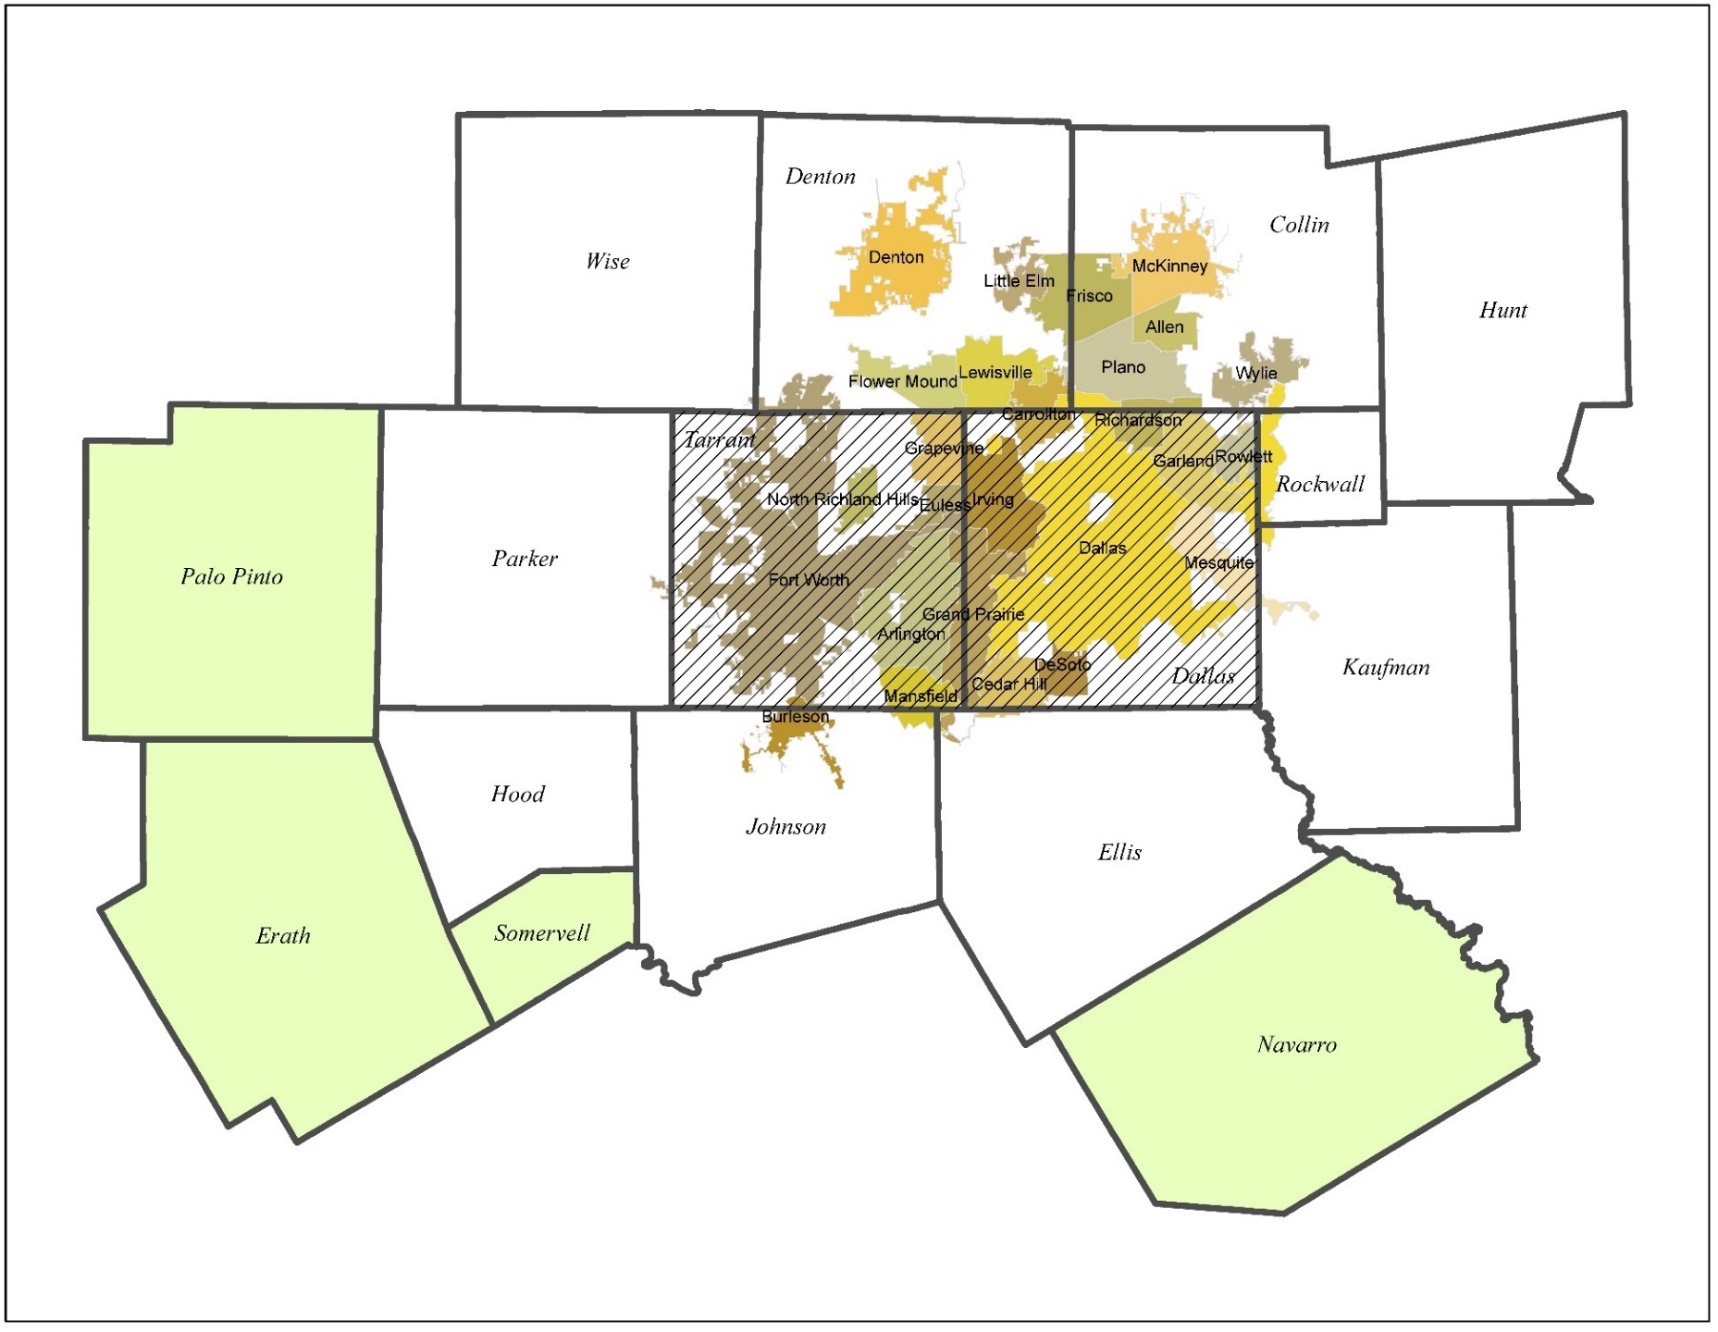 Denton
Collin
Wise
Denton
McKinney
Little Elm
Frisco
Hunt
Allen
Plano
Lewisville
Wylie
Flower Mound
Carrollton
Richardson
Tarrant
Grapevine
Garland
Rowlett
Rockwall
North Richland Hills
Euless
Irving
Dallas
Parker
Mesquite
Palo Pinto
Fort Worth
Grand Prairie
Arlington
DeSoto
Kaufman
Dallas
Cedar Hill
Mansfield
Burleson
Hood
Johnson
Ellis
Somervell
Erath
Navarro